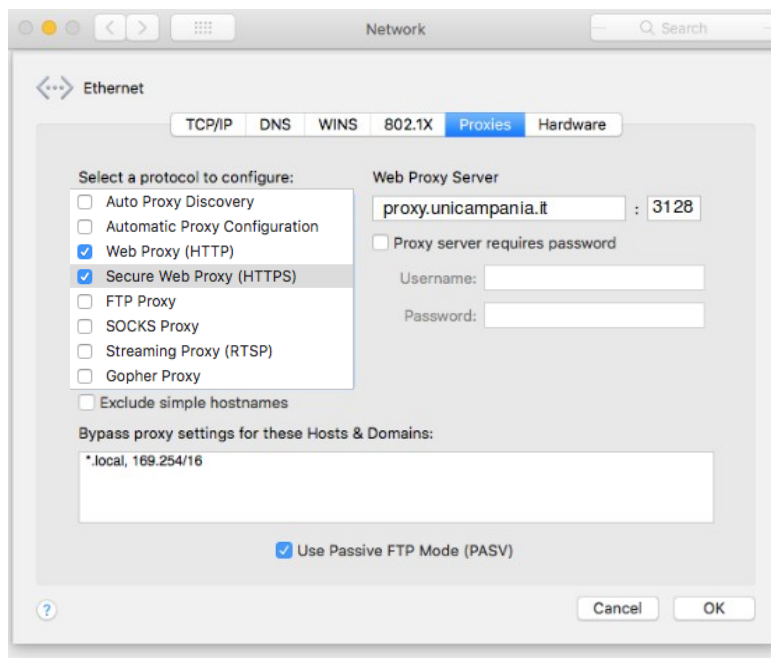 Network
Search
Ethernet
TCP/IP DNS WINS 802.1X Proxies Hardware
Select a protocol to configure:
Auto Proxy Discovery
Automatic Proxy Configuration
Web Proxy (HTTP)
Secure Web Proxy (HTTPS)
FTP Proxy
SOCKS Proxy
Streaming Proxy (RTSP)
Gopher Proxy
Exclude simple hostnames
Web Proxy Server
proxy.unicampania.it : 3128
Proxy server requires password
Username:
Password:
Bypass proxy settings for these Hosts & Domains:
*.local, 169.254/16
Use Passive FTP Mode (PASV)
?
Cancel OK